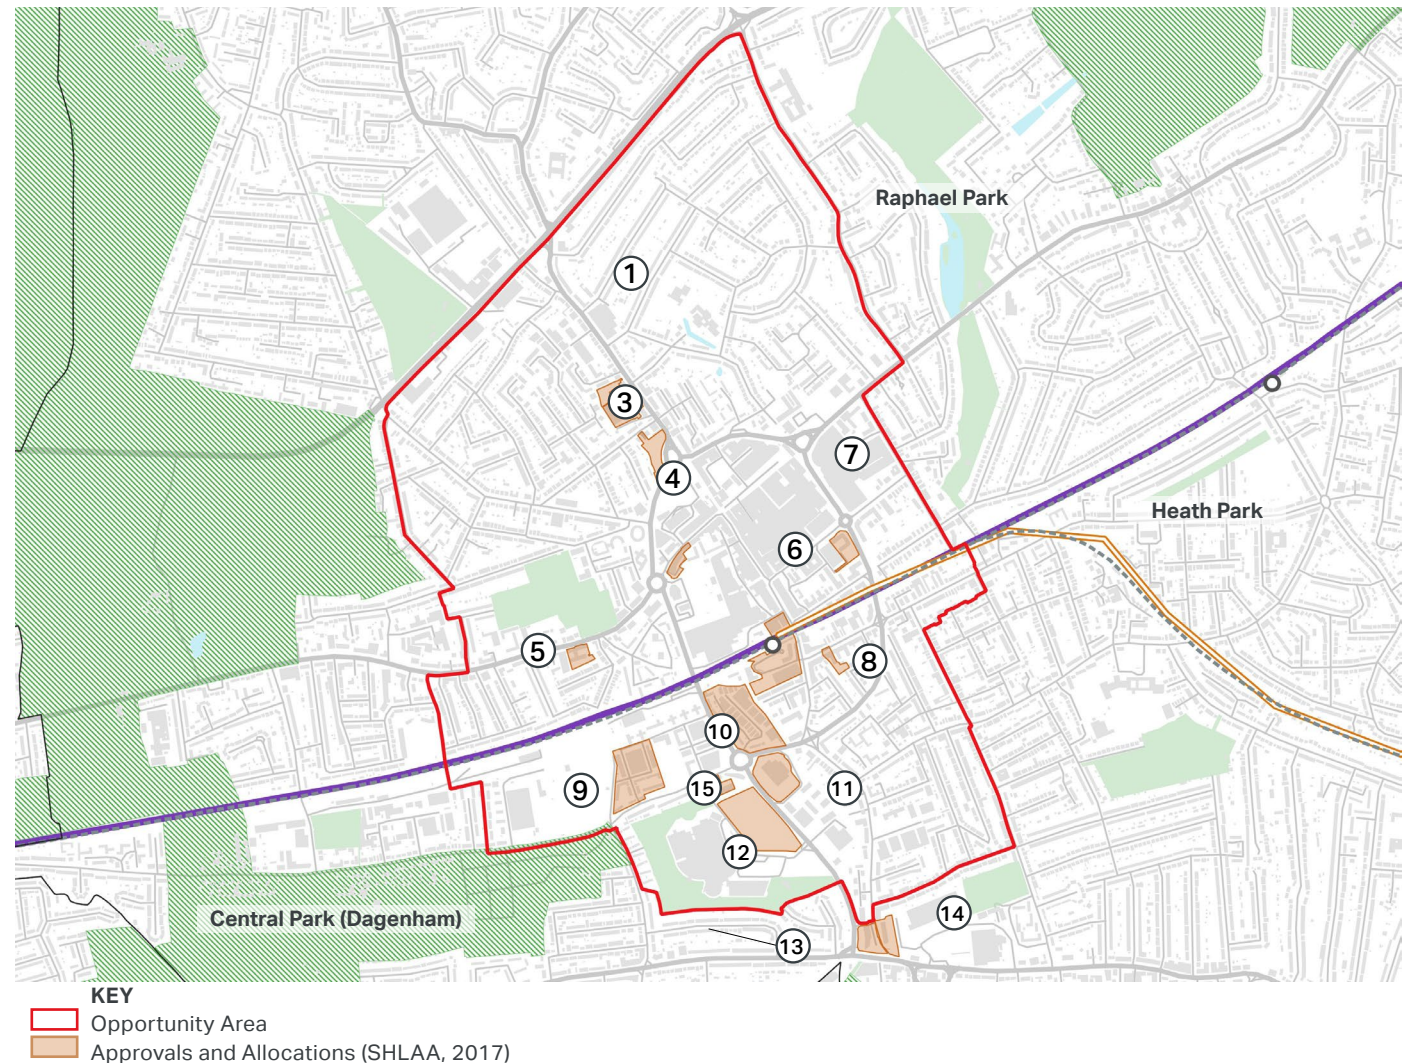 Raphael Park
1
3
7
4
Heath Park
6
5
8
10
9
15
11
12
Central Park (Dagenham)
14
13
KEY
Opportunity Area
Approvals and Allocations (SHLAA, 2017)